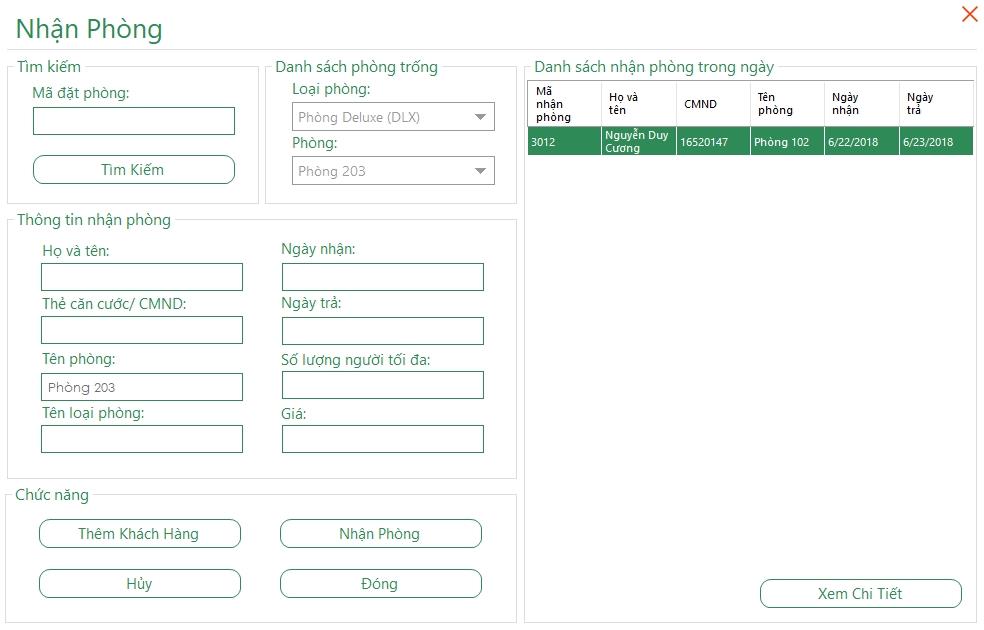 Nhận Phòng
Tìm kiếm
Mã đặt phòng:
Tìm Kiếm
Danh sách phòng trống
Loại phòng:
Phòng Deluxe (DLX)
Phòng:
Phòng 203
Thông tin nhận phòng
Họ và tên:
Ngày nhận:
Thẻ căn cước/ CMND:
Ngày trả:
Tên phòng:
Phòng 203
Số lượng người tối đa:
Tên loại phòng:
Giá:
Chức năng
Thêm Khách Hàng
Nhận Phòng
Hủy
Đóng
Danh sách nhận phòng trong ngày
Mã
nhận
phòng
Họ và
tên
CMND
Tên
phòng
Ngày
nhận
Ngày
trả
3012
Nguyễn Duy
Cương
16520147
Phòng 102
6/22/2018
6/23/2018
Xem Chi Tiết